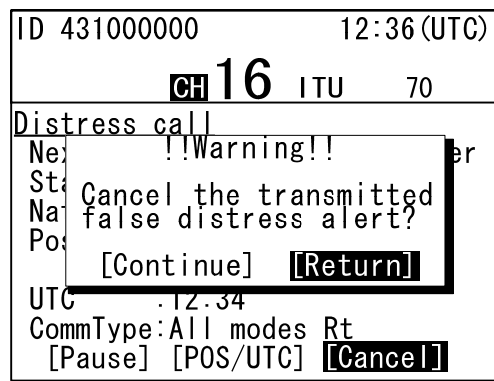 ID 431000000 12:36(UTC)
CH 16 ITU 70
Distress call
!!Warning!!
Cancel the transmitted
false distress alert?
[Continue] [Return]
UTC :12:34
CommType:All modes Rt
[Pause] [POS/UTC] [Cancel]